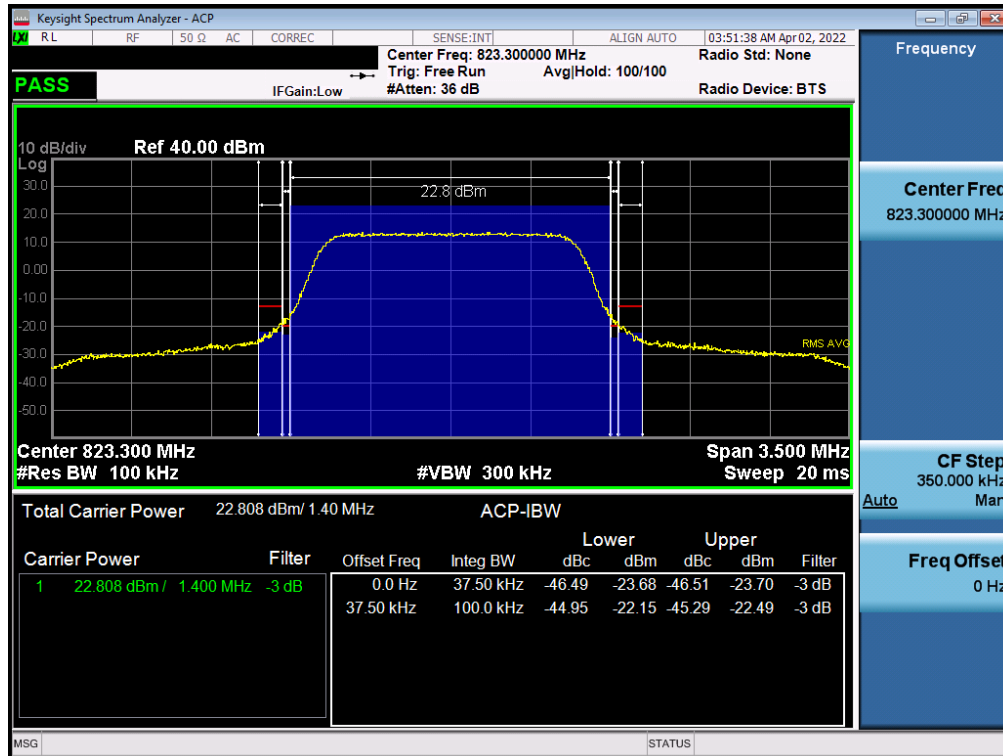 Keysight Spectrum Analyzer - ACP
LXI RL RF 50 Ω AC CORREC SENSE:INT ALIGN AUTO 03:51:38 AM Apr 02, 2022
Center Freq: 823.300000 MHz Radio Std: None
Trig: Free Run Avg|Hold: 100/100
PASS IFGain:Low #Atten: 36 dB Radio Device: BTS
Frequency
10 dB/div Ref 40.00 dBm
Log
30.0
22.8 dBm
20.0
10.0
0.00
-10.0
-20.0
-30.0
RMS AVG
-40.0
-50.0
Center 823.300 MHz Span 3.500 MHz
#Res BW 100 kHz #VBW 300 kHz Sweep 20 ms
Center Freq
823.300000 MHz
CF Step
350.000 kHz
Auto Man
Freq Offset
0 Hz
Total Carrier Power 22.808 dBm/ 1.40 MHz ACP-IBW
Lower Upper
Carrier Power Filter Offset Freq Integ BW dBc dBm dBc dBm Filter
1 22.808 dBm / 1.400 MHz -3 dB 0.0 Hz 37.50 kHz -46.49 -23.68 -46.51 -23.70 -3 dB
37.50 kHz 100.0 kHz -44.95 -22.15 -45.29 -22.49 -3 dB
MSG STATUS